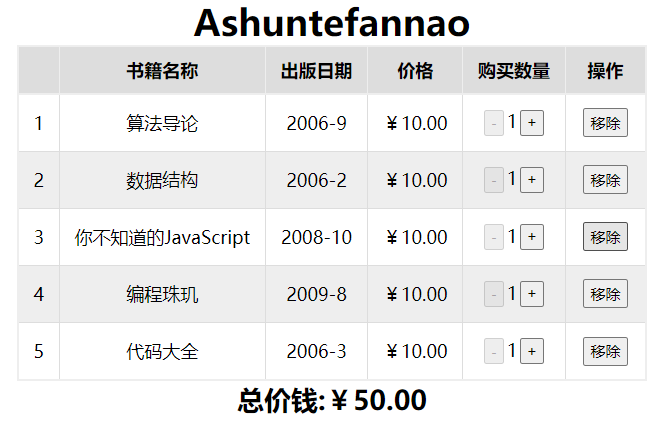 Ashuntefannao
书籍名称 出版日期 价格 购买数量 操作
1 算法导论 2006-9 ￥10.00 - 1 + 移除
2 数据结构 2006-2 ￥10.00 - 1 + 移除
3 你不知道的JavaScript 2008-10 ￥10.00 - 1 + 移除
4 编程珠玑 2009-8 ￥10.00 - 1 + 移除
5 代码大全 2006-3 ￥10.00 - 1 + 移除
总价钱:￥50.00